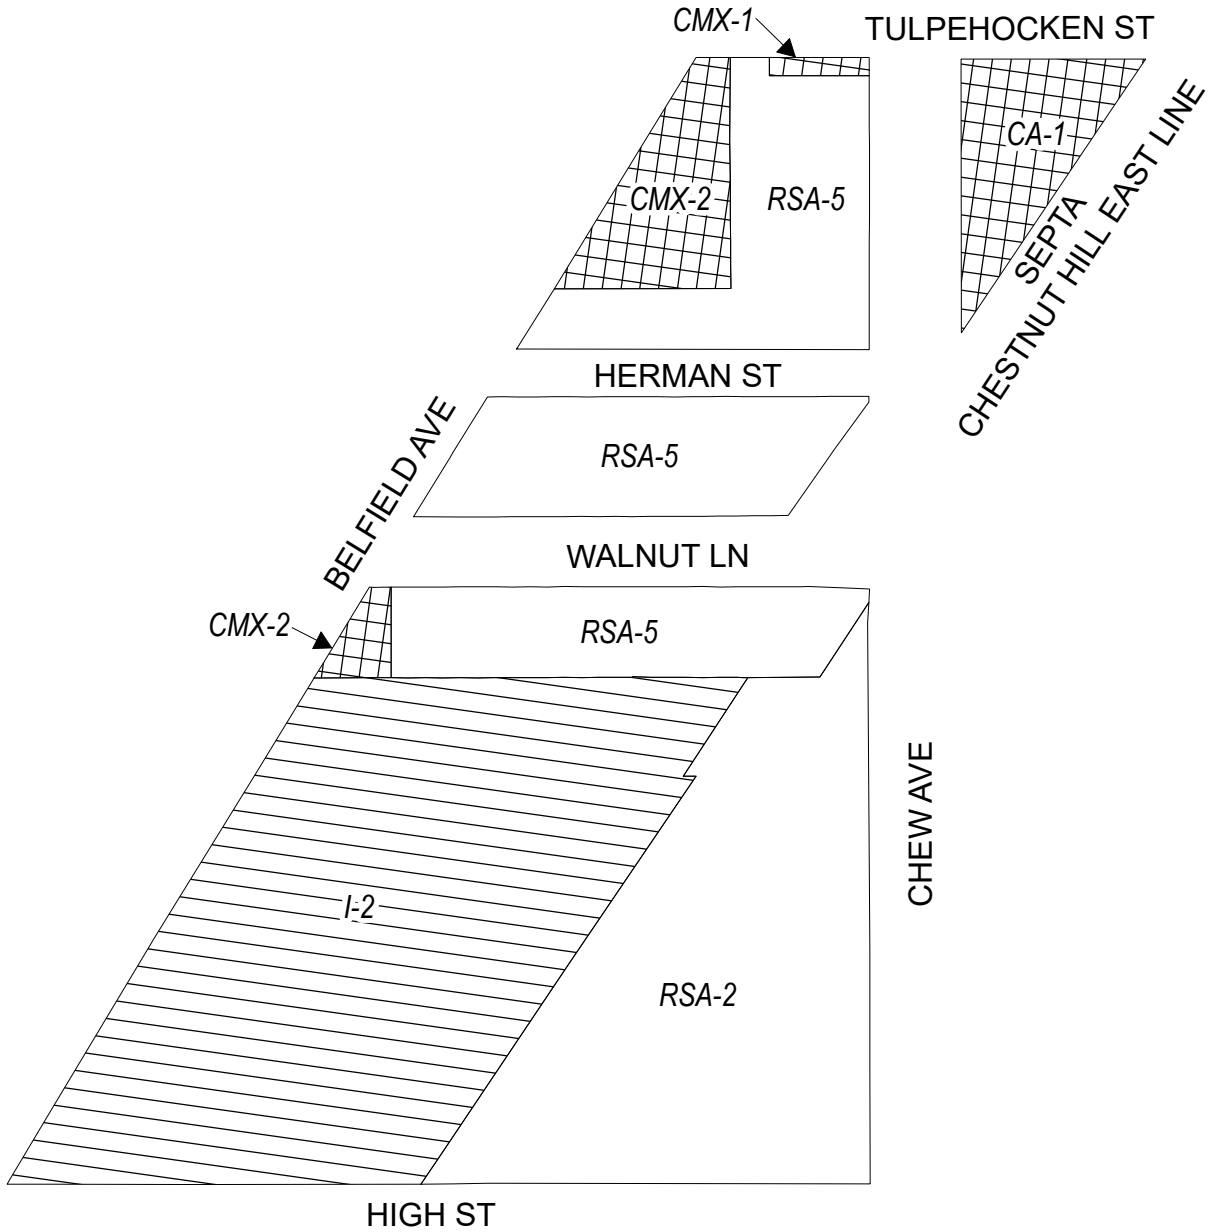 CMX-1
TULPEHOCKEN ST
CA-1
CMX-2
RSA-5
SEPTA
CHESTNUT HILL EAST LINE
HERMAN ST
BELFIELD AVE
RSA-5
WALNUT LN
CMX-2
RSA-5
CHEW AVE
I-2
RSA-2
HIGH ST